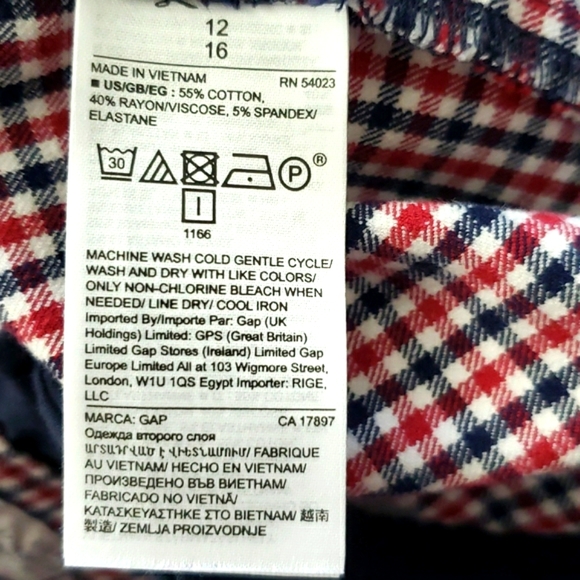 12
16
MADE IN VIETNAM RN 54023
■ US/GB/EG : 55% COTTON,
40% RAYON/VISCOSE, 5% SPANDEX/
ELASTANE
30 P®
1166
MACHINE WASH COLD GENTLE CYCLE/
WASH AND DRY WITH LIKE COLORS/
ONLY NON-CHLORINE BLEACH WHEN
NEEDED/ LINE DRY/ COOL IRON
Imported By/Importe Par: Gap (UK
Holdings) Limited: GPS (Great Britain)
Limited Gap Stores (Ireland) Limited Gap
Europe Limited All at 103 Wigmore Street,
London, W1U 1QS Egypt Importer: RIGE,
LLC
MARCA: GAP CA 17897
Одежда второго слоя
ԱՐՏԱԴՐՎԱԾ Է ՎԻԵՏՆԱՄՈՒՄ/ FABRIQUE
AU VIETNAM/ HECHO EN VIETNAM/
ПРОИЗВЕДЕНО ВЪВ ВИЕТНАМ/
FABRICADO NO VIETNÃ/
ΚΑΤΑΣΚΕΥΑΣΤΗΚΕ ΣΤΟ ΒΙΕΤΝΑΜ/ 越南
製造/ ZEMLJA PROIZVODNJE